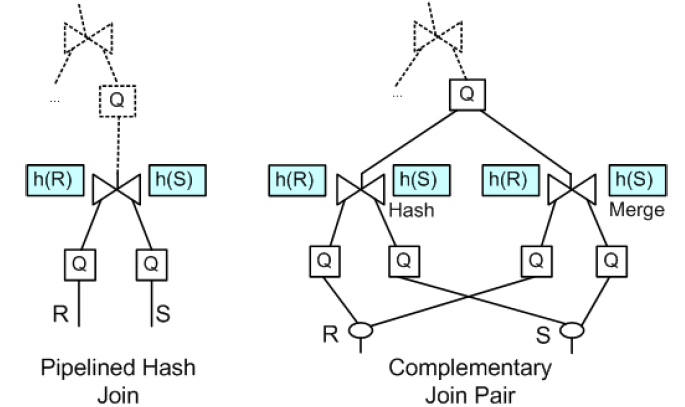 ...
Q
h(R)
h(S)
Q
Q
R
S
Pipelined Hash
Join
...
Q
h(R)
h(S)
Hash
h(R)
h(S)
Merge
Q
Q
Q
Q
R
S
Complementary
Join Pair